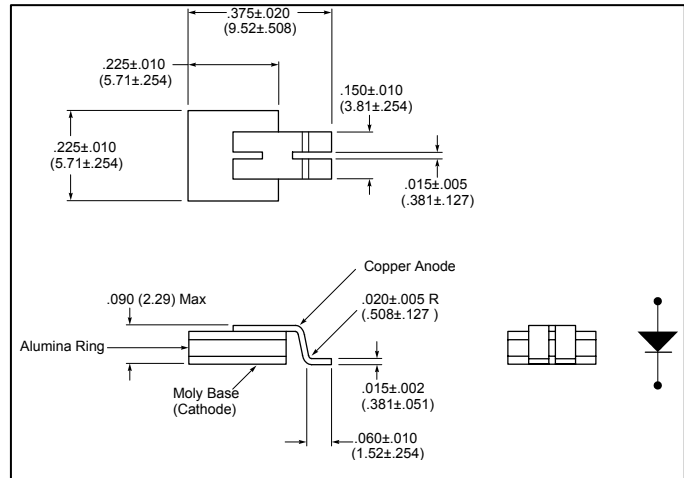 .375±.020
(9.52±.508)
.225±.010
(5.71±.254)
.150±.010
(3.81±.254)
.225±.010
(5.71±.254)
.015±.005
(.381±.127)
Copper Anode
.090 (2.29) Max
.020±.005 R
(.508±.127 )
Alumina Ring
Moly Base
(Cathode)
.015±.002
(.381±.051)
.060±.010
(1.52±.254)